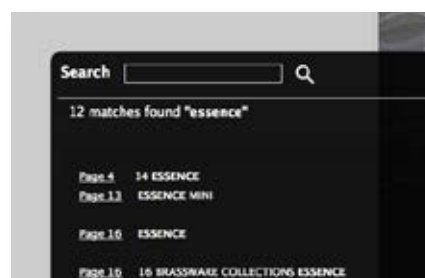 Search
12 matches found "essence"
Page 4 14 ESSENCE
Page 13 ESSENCE MINI
Page 16 ESSENCE
Page 16 16 BRASSWARE COLLECTIONS ESSENCE